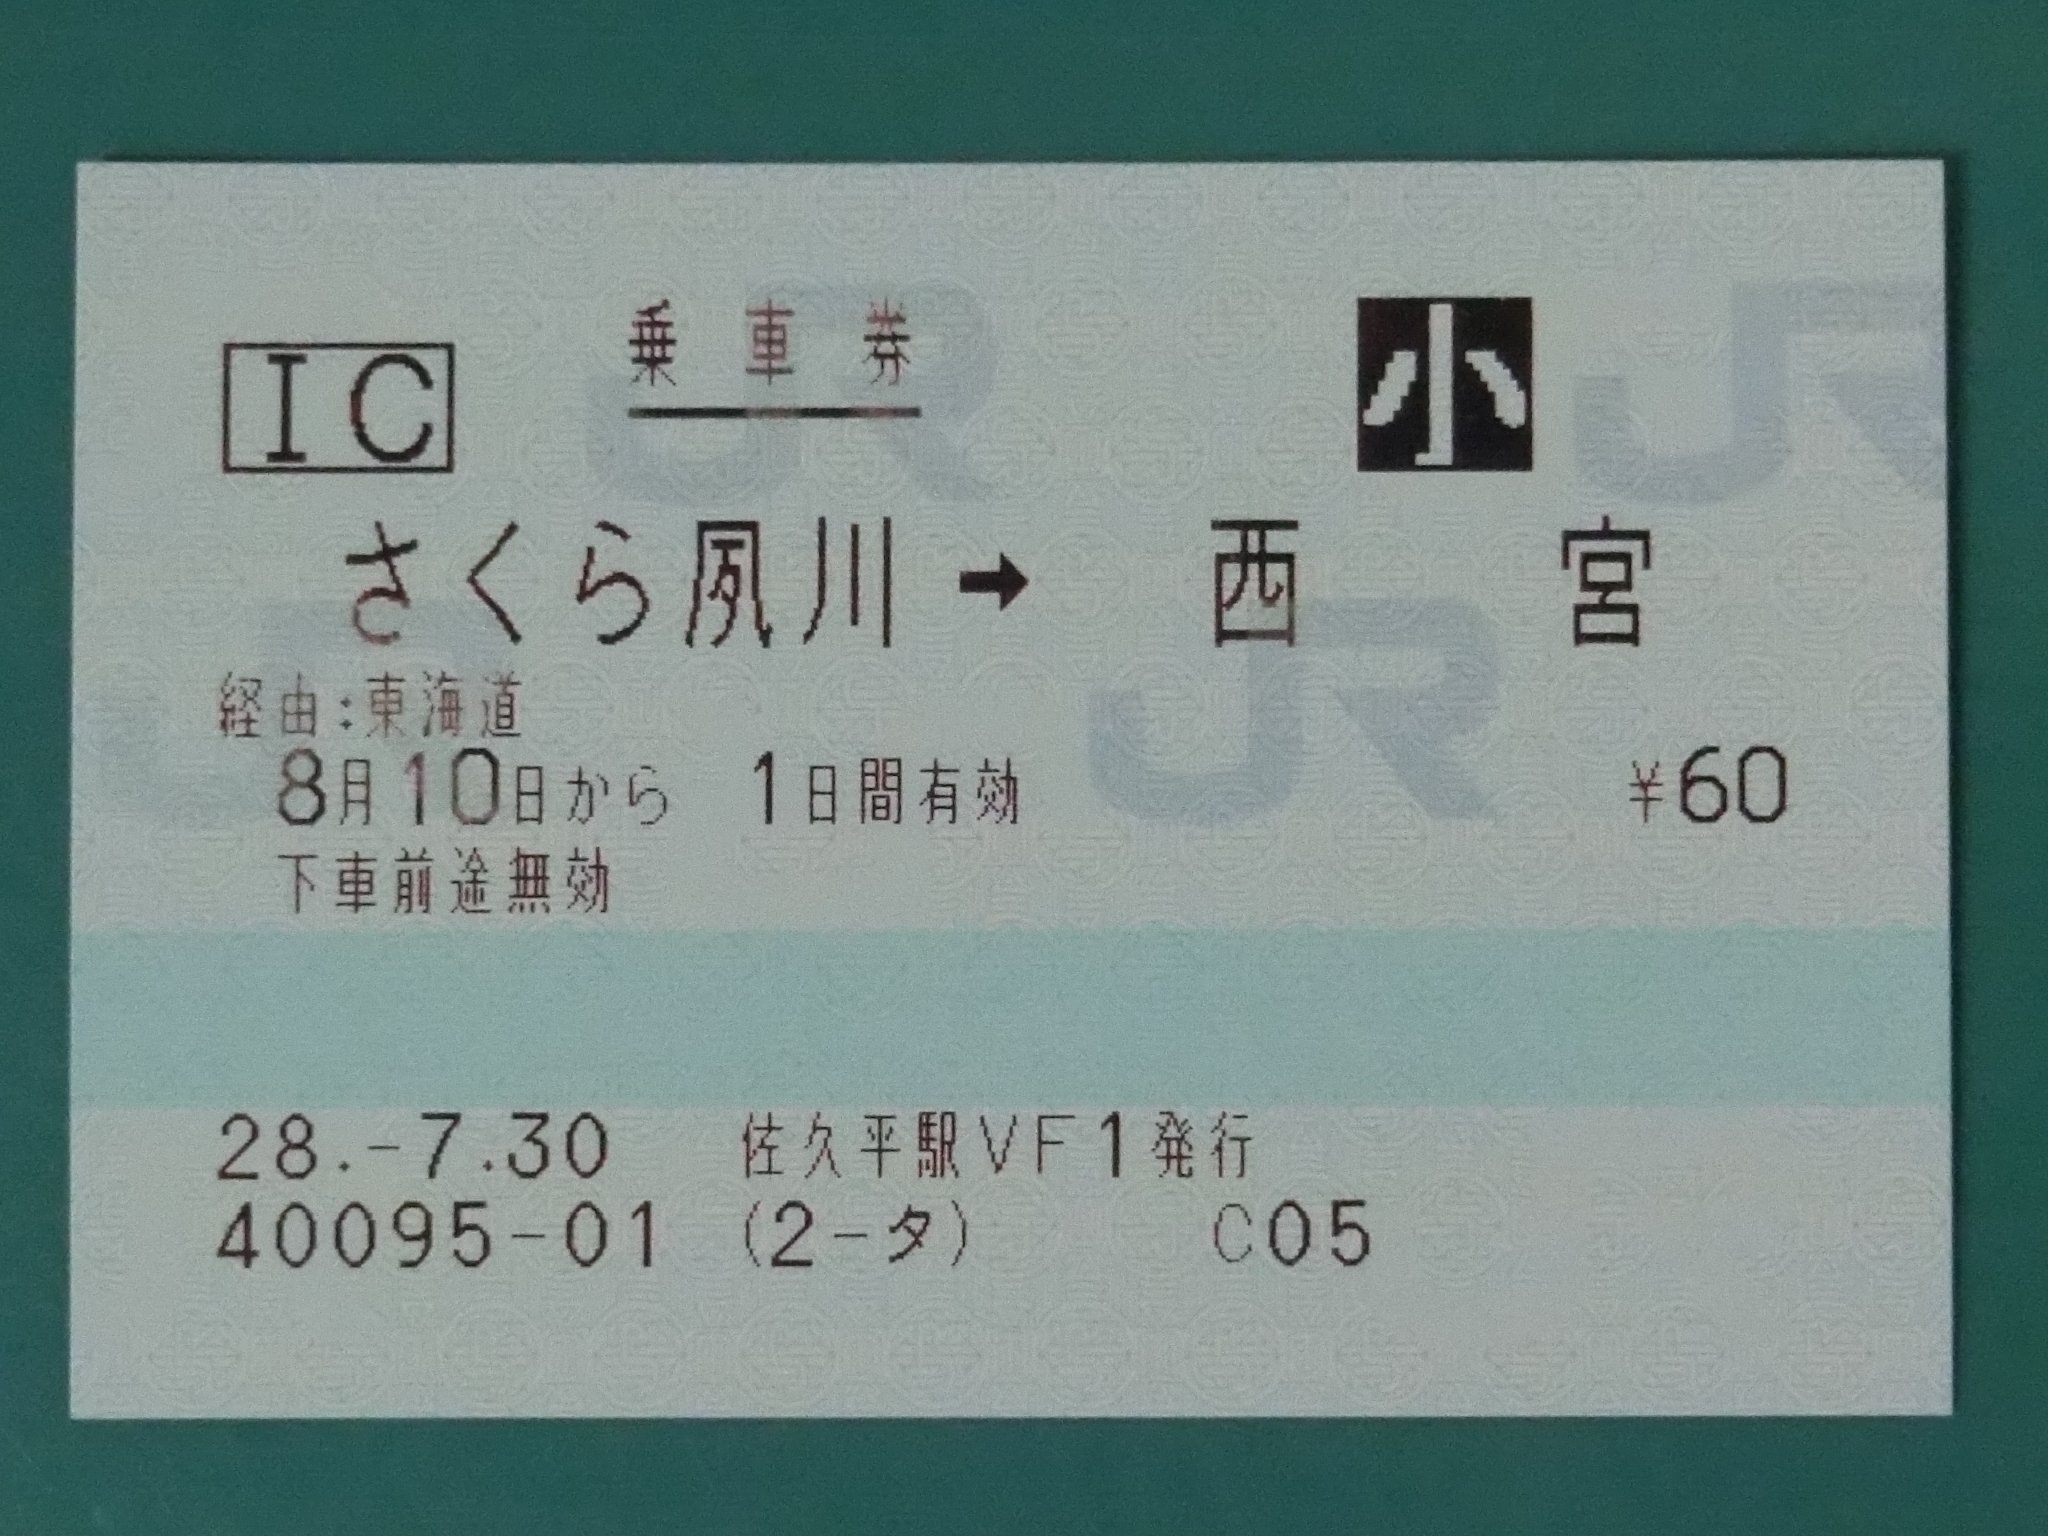 IC 乗車券 小
さくら夙川→西宮
経由:東海道
8月10日から 1日間有効 ¥60
下車前途無効
28.-7.30 佐久平駅VF1発行
40095-01 (2-タ) C05